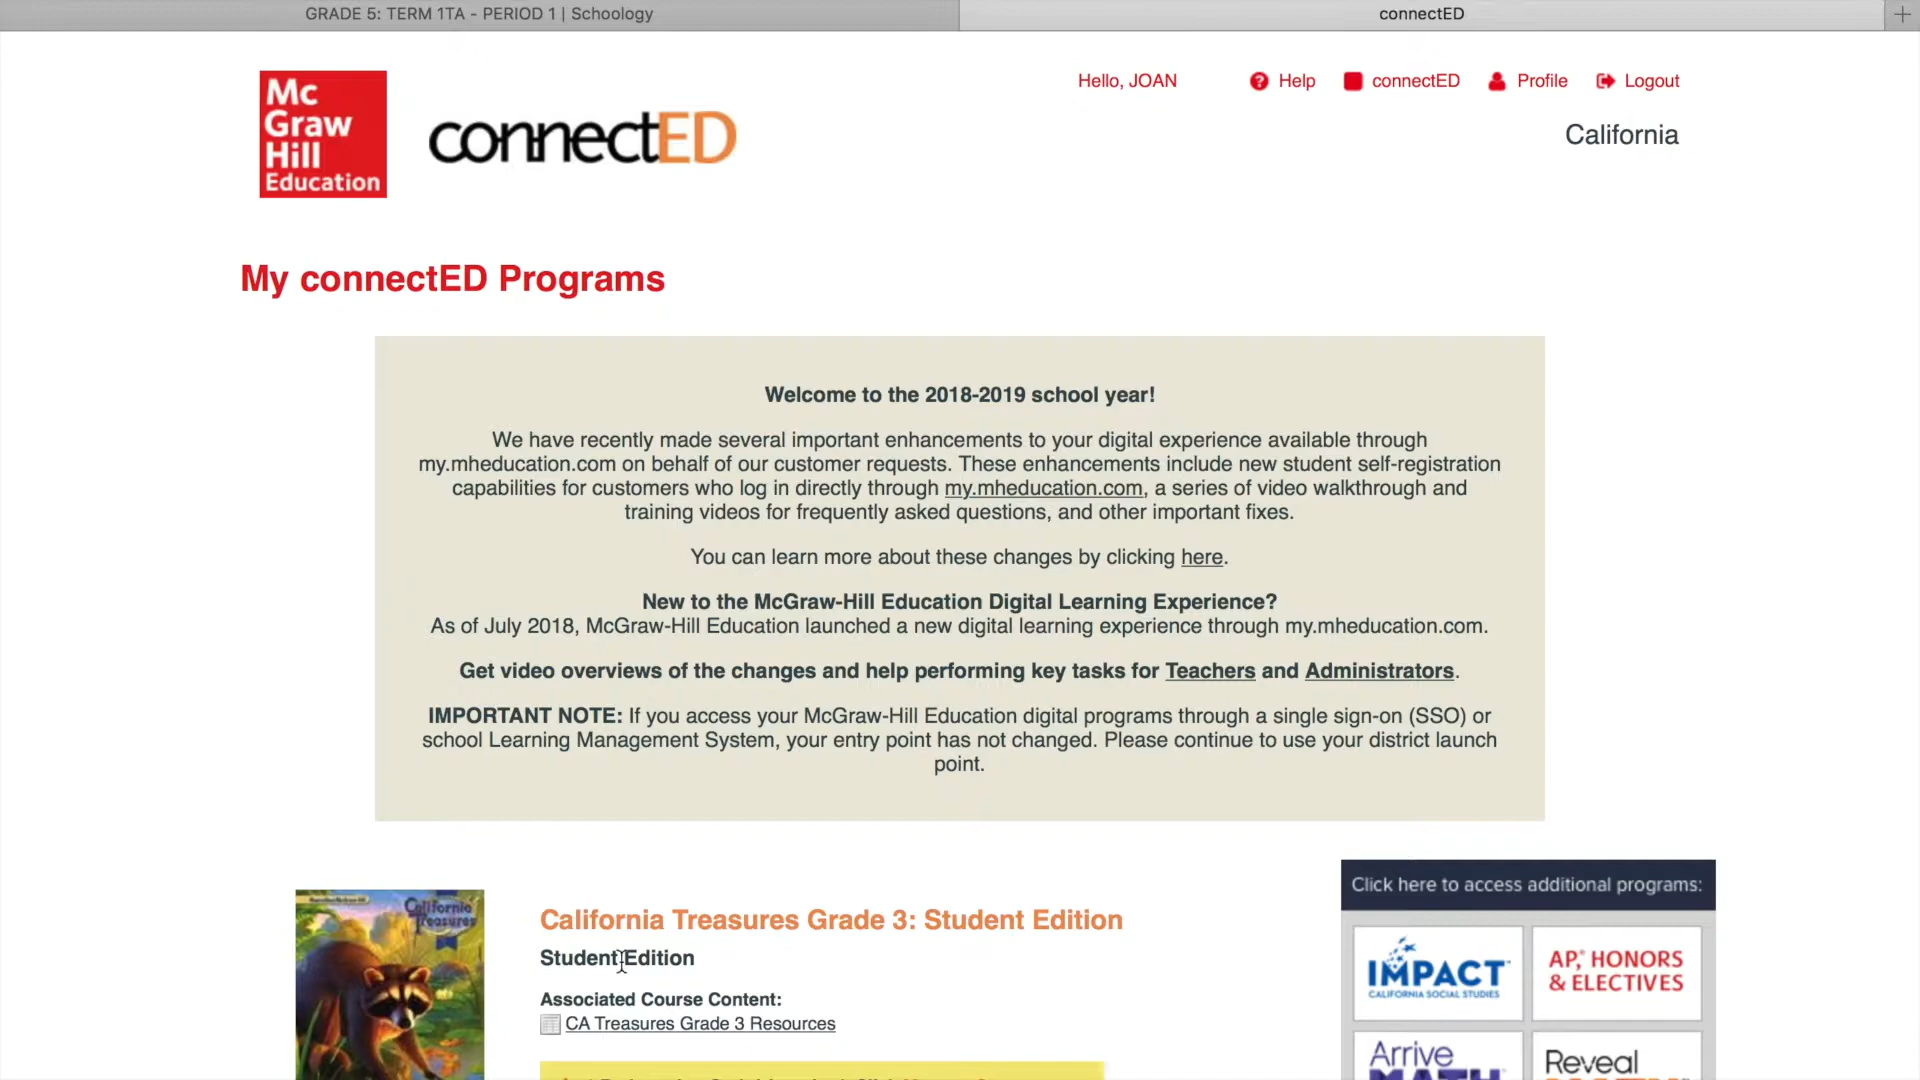 GRADE 5: TERM 1TA - PERIOD 1 | Schoology
connectED
Mc
Graw
Hill
Education
connectED
Hello, JOAN
Help
connectED
Profile
Logout
California
My connectED Programs
Welcome to the 2018-2019 school year!
We have recently made several important enhancements to your digital experience available through
my.mheducation.com on behalf of our customer requests. These enhancements include new student self-registration
capabilities for customers who log in directly through my.mheducation.com, a series of video walkthrough and
training videos for frequently asked questions, and other important fixes.
You can learn more about these changes by clicking here.
New to the McGraw-Hill Education Digital Learning Experience?
As of July 2018, McGraw-Hill Education launched a new digital learning experience through my.mheducation.com.
Get video overviews of the changes and help performing key tasks for Teachers and Administrators.
IMPORTANT NOTE: If you access your McGraw-Hill Education digital programs through a single sign-on (SSO) or
school Learning Management System, your entry point has not changed. Please continue to use your district launch
point.
California
Treasures
California Treasures Grade 3: Student Edition
Student Edition
Associated Course Content:
CA Treasures Grade 3 Resources
Click here to access additional programs:
IMPACT
CALIFORNIA SOCIAL STUDIES
AP, HONORS
& ELECTIVES
Arrive
MATH
Reveal